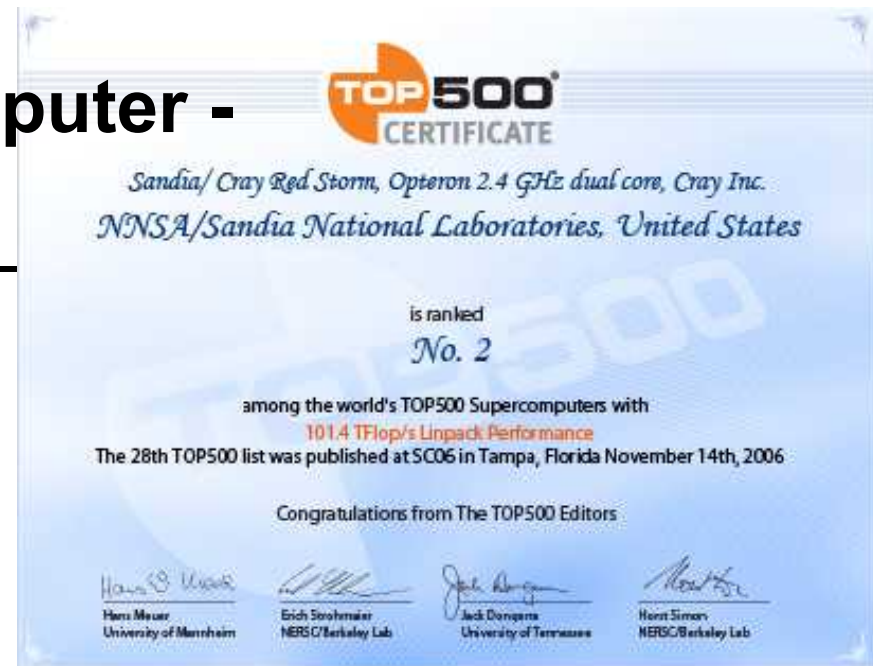 puter -
TOP500®
CERTIFICATE
Sandia/ Cray Red Storm, Opteron 2.4 GHz dual core, Cray Inc.
NNSA/Sandia National Laboratories, United States
is ranked
No. 2
among the world's TOP500 Supercomputers with
101.4 TFlop/s Linpack Performance
The 28th TOP500 list was published at SC06 in Tampa, Florida November 14th, 2006
Congratulations from The TOP500 Editors
Hans Meuer Erich Strohmaier Jack Dongarra Horst Simon
University of Mannheim NERSC/Berkeley Lab University of Tennessee NERSC/Berkeley Lab